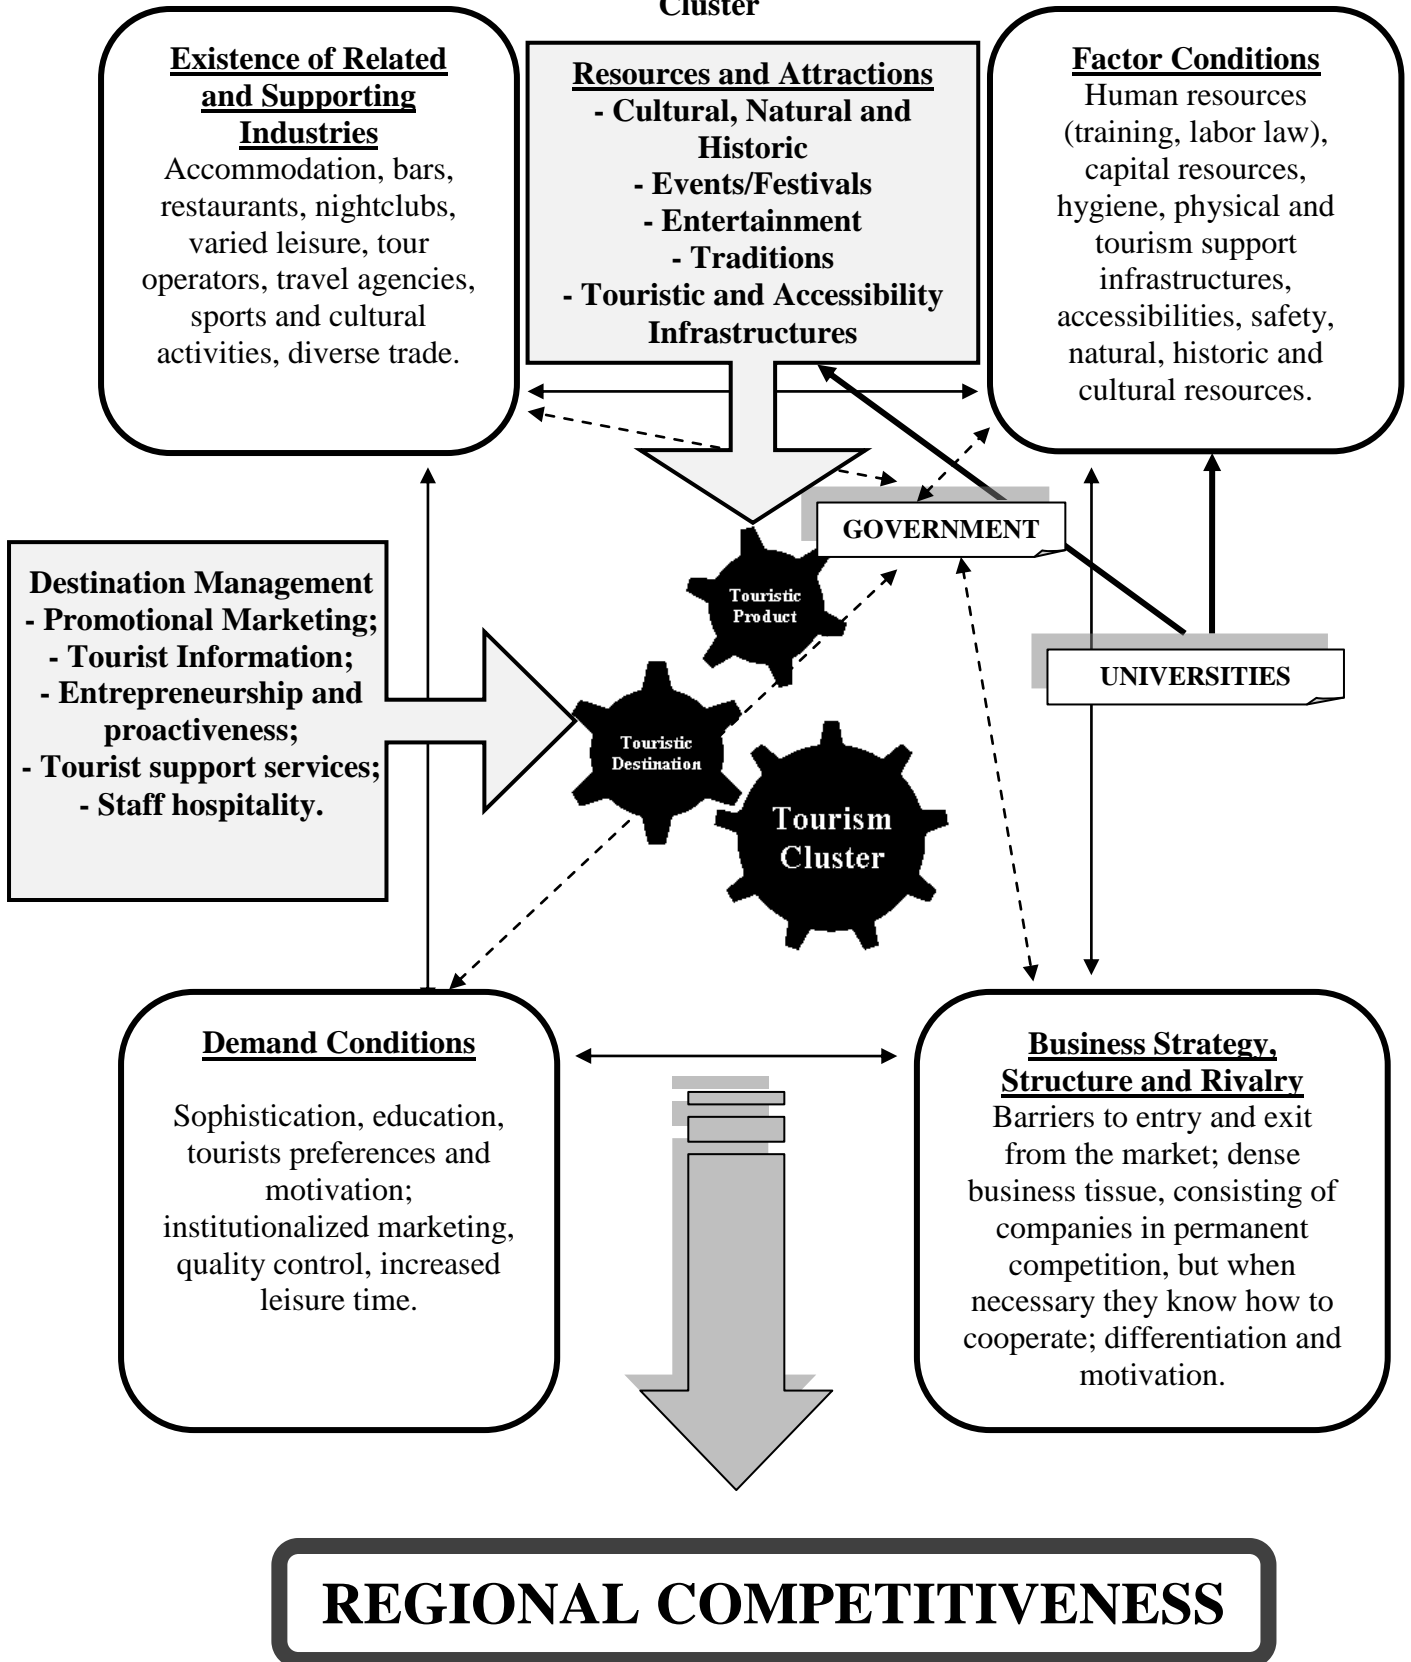 Cluster
Existence of Related
and Supporting
Industries
Accommodation, bars,
restaurants, nightclubs,
varied leisure, tour
operators, travel agencies,
sports and cultural
activities, diverse trade.
Resources and Attractions
- Cultural, Natural and
Historic
- Events/Festivals
- Entertainment
- Traditions
- Touristic and Accessibility
Infrastructures
Factor Conditions
Human resources
(training, labor law),
capital resources,
hygiene, physical and
tourism support
infrastructures,
accessibilities, safety,
natural, historic and
cultural resources.
GOVERNMENT
Destination Management
- Promotional Marketing;
- Tourist Information;
- Entrepreneurship and
proactiveness;
- Tourist support services;
- Staff hospitality.
Touristic
Product
UNIVERSITIES
Touristic
Destination
Tourism
Cluster
Demand Conditions
Sophistication, education,
tourists preferences and
motivation;
institutionalized marketing,
quality control, increased
leisure time.
Business Strategy,
Structure and Rivalry
Barriers to entry and exit
from the market; dense
business tissue, consisting of
companies in permanent
competition, but when
necessary they know how to
cooperate; differentiation and
motivation.
REGIONAL COMPETITIVENESS